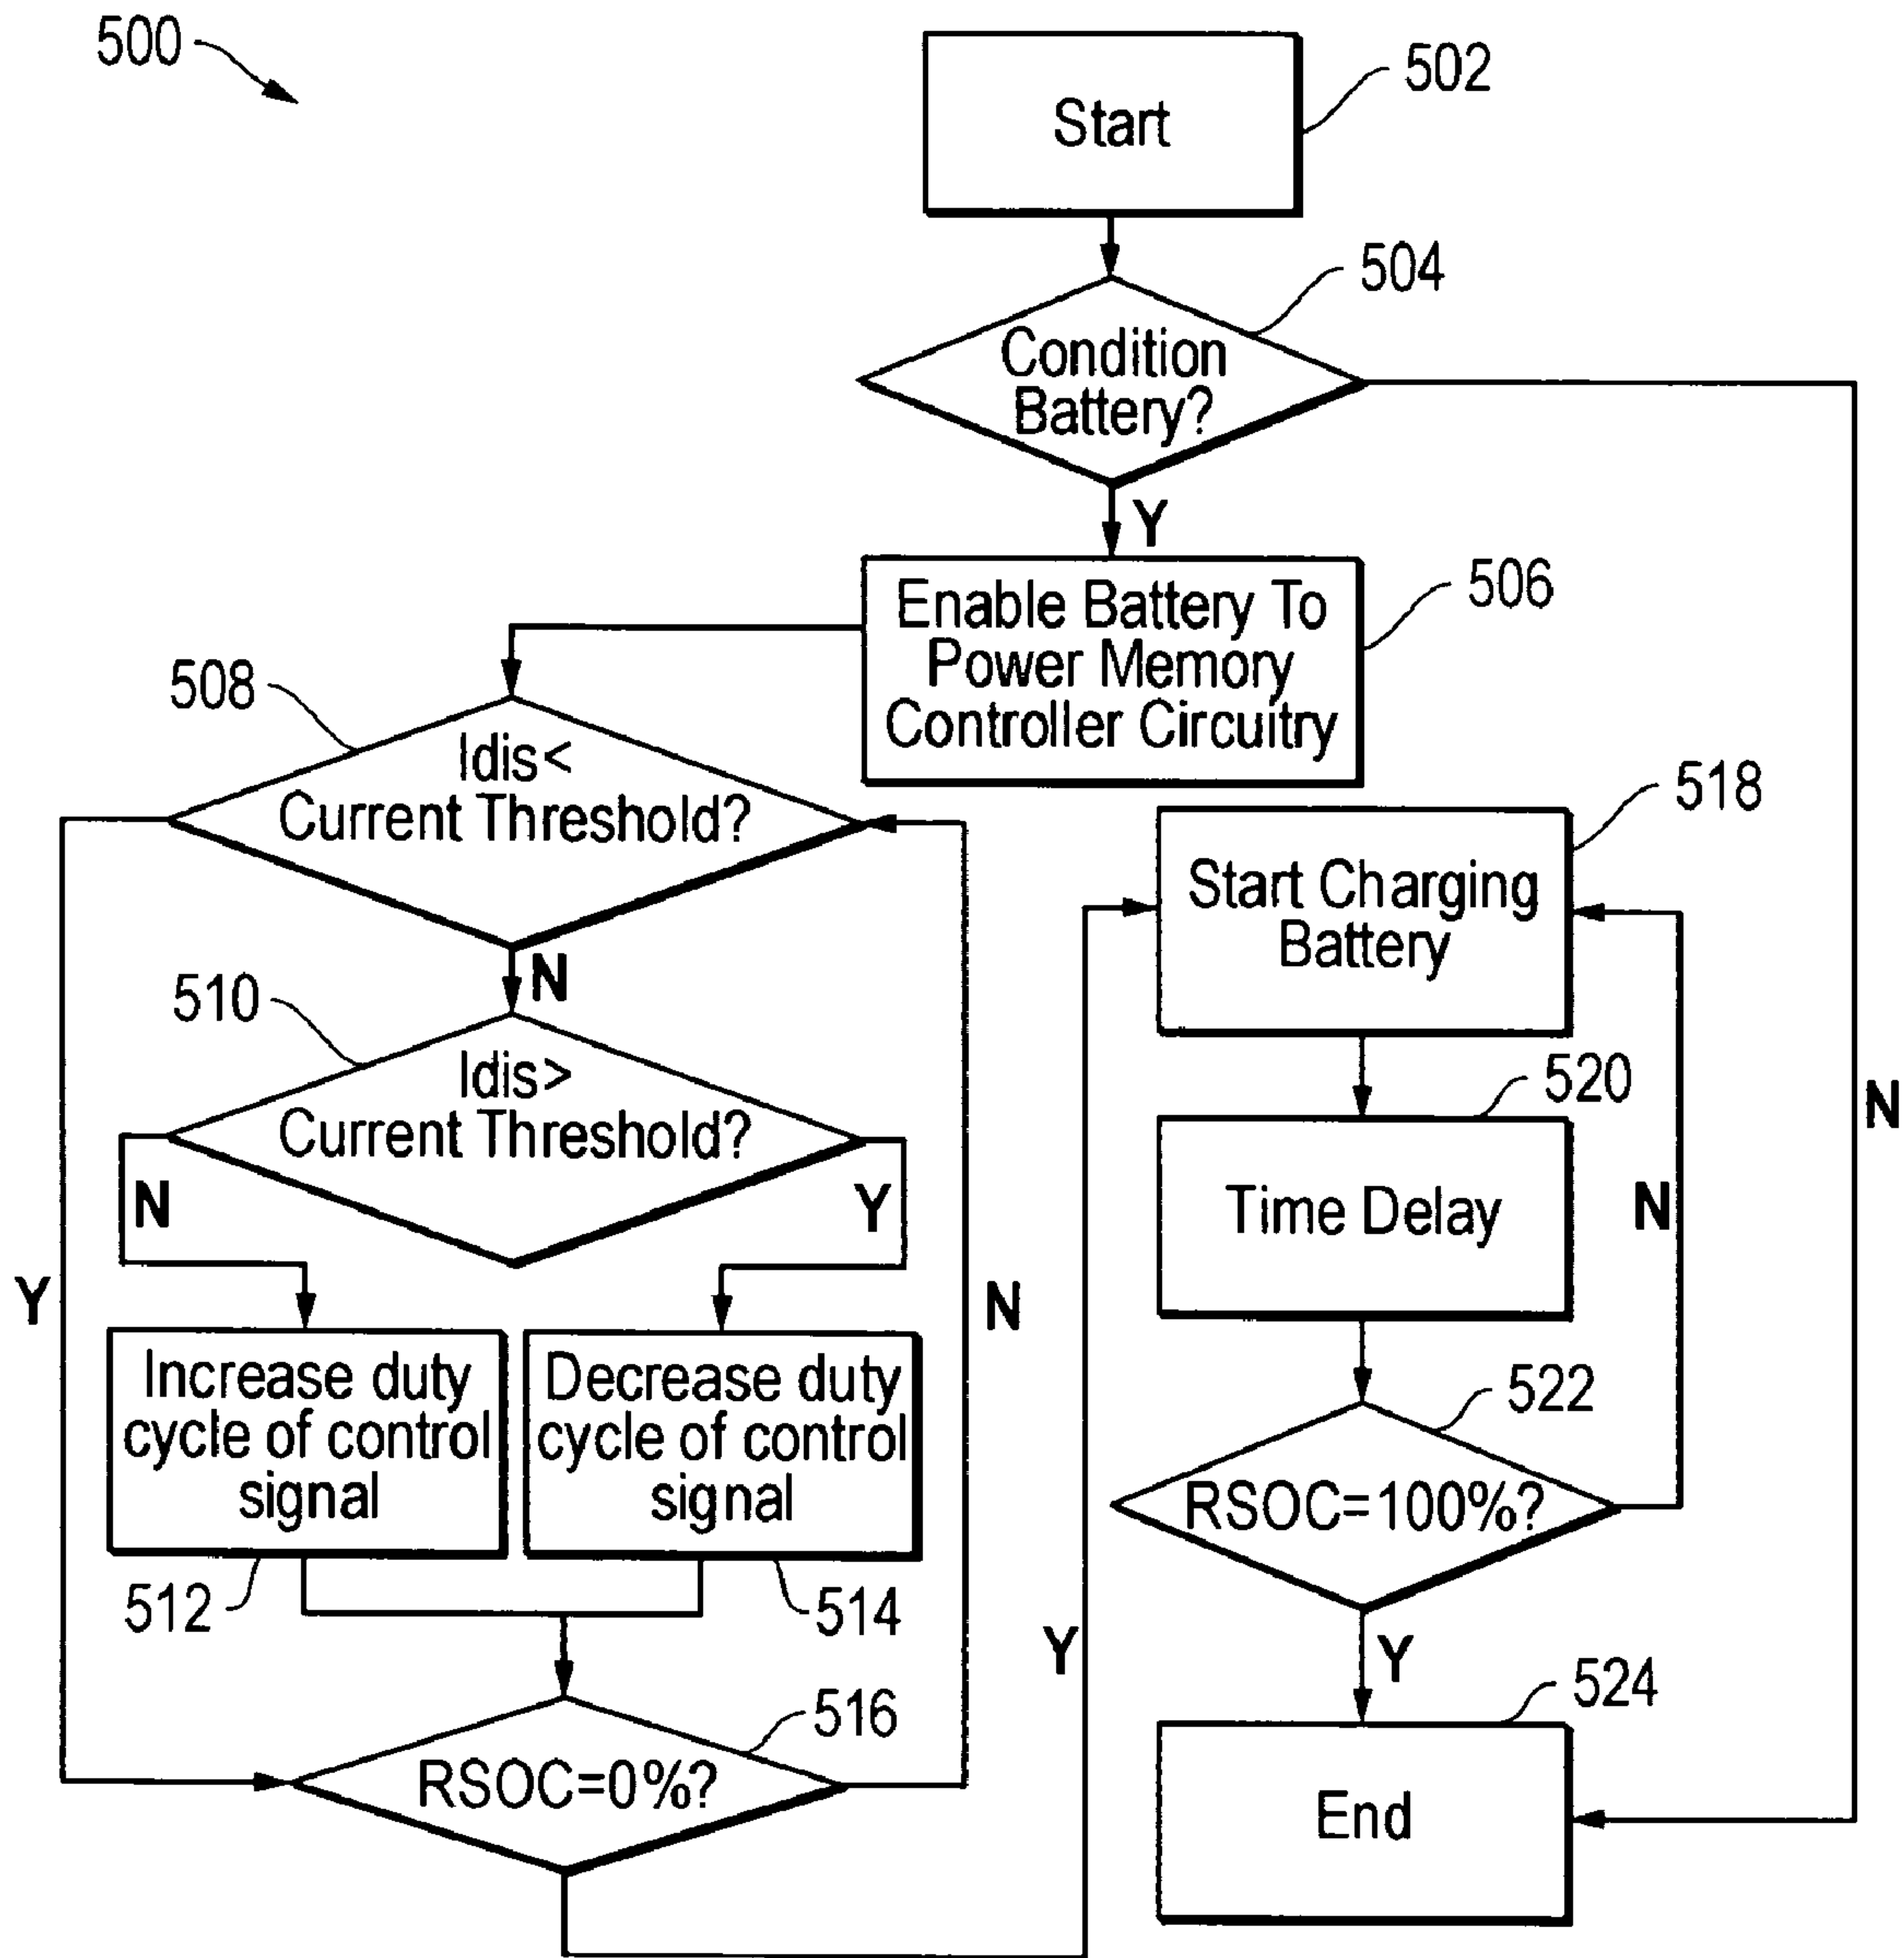 500
502
Start
504
Condition
Battery?
Y
N
506
Enable Battery To
Power Memory
Controller Circuitry
508
Idis<
Current Threshold?
Y
N
510
Idis>
Current Threshold?
N
Y
Increase duty
cycle of control
signal
512
Decrease duty
cycle of control
signal
514
516
RSOC=0%?
N
Y
518
Start Charging
Battery
520
Time Delay
522
RSOC=100%?
N
Y
524
End